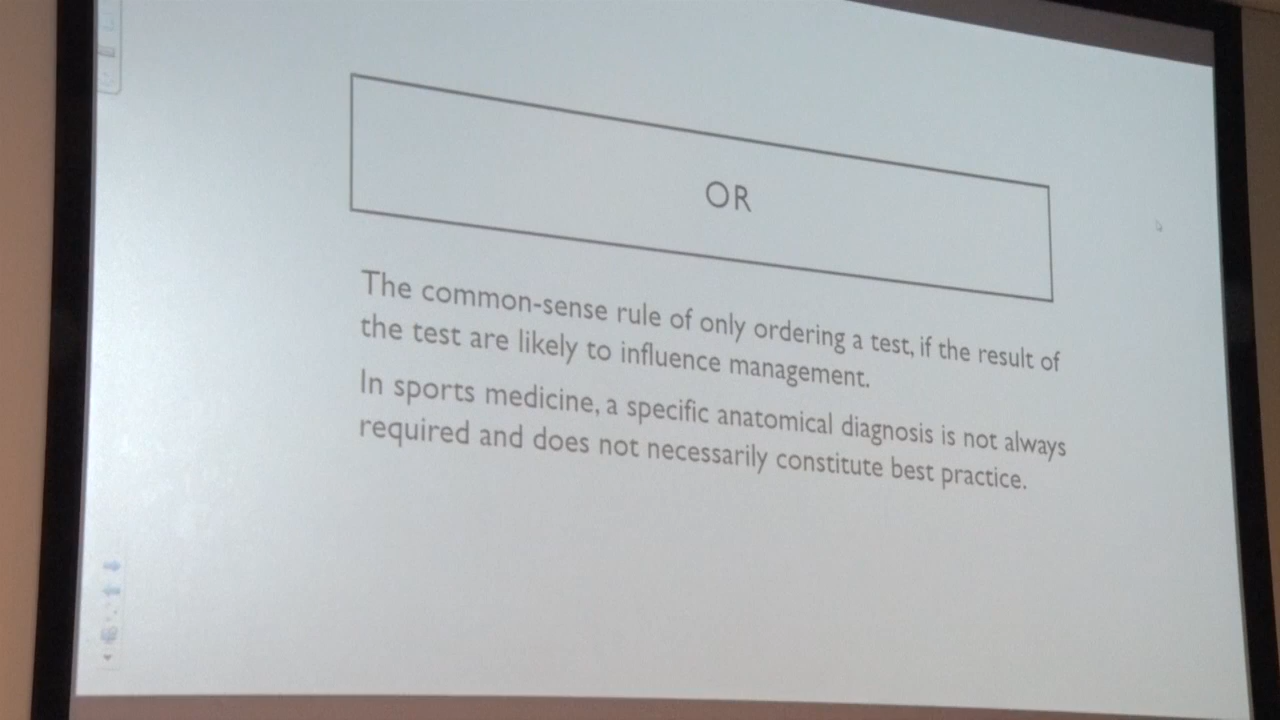 OR
The common-sense rule of only ordering a test, if the result of
the test are likely to influence management.
In sports medicine, a specific anatomical diagnosis is not always
required and does not necessarily constitute best practice.